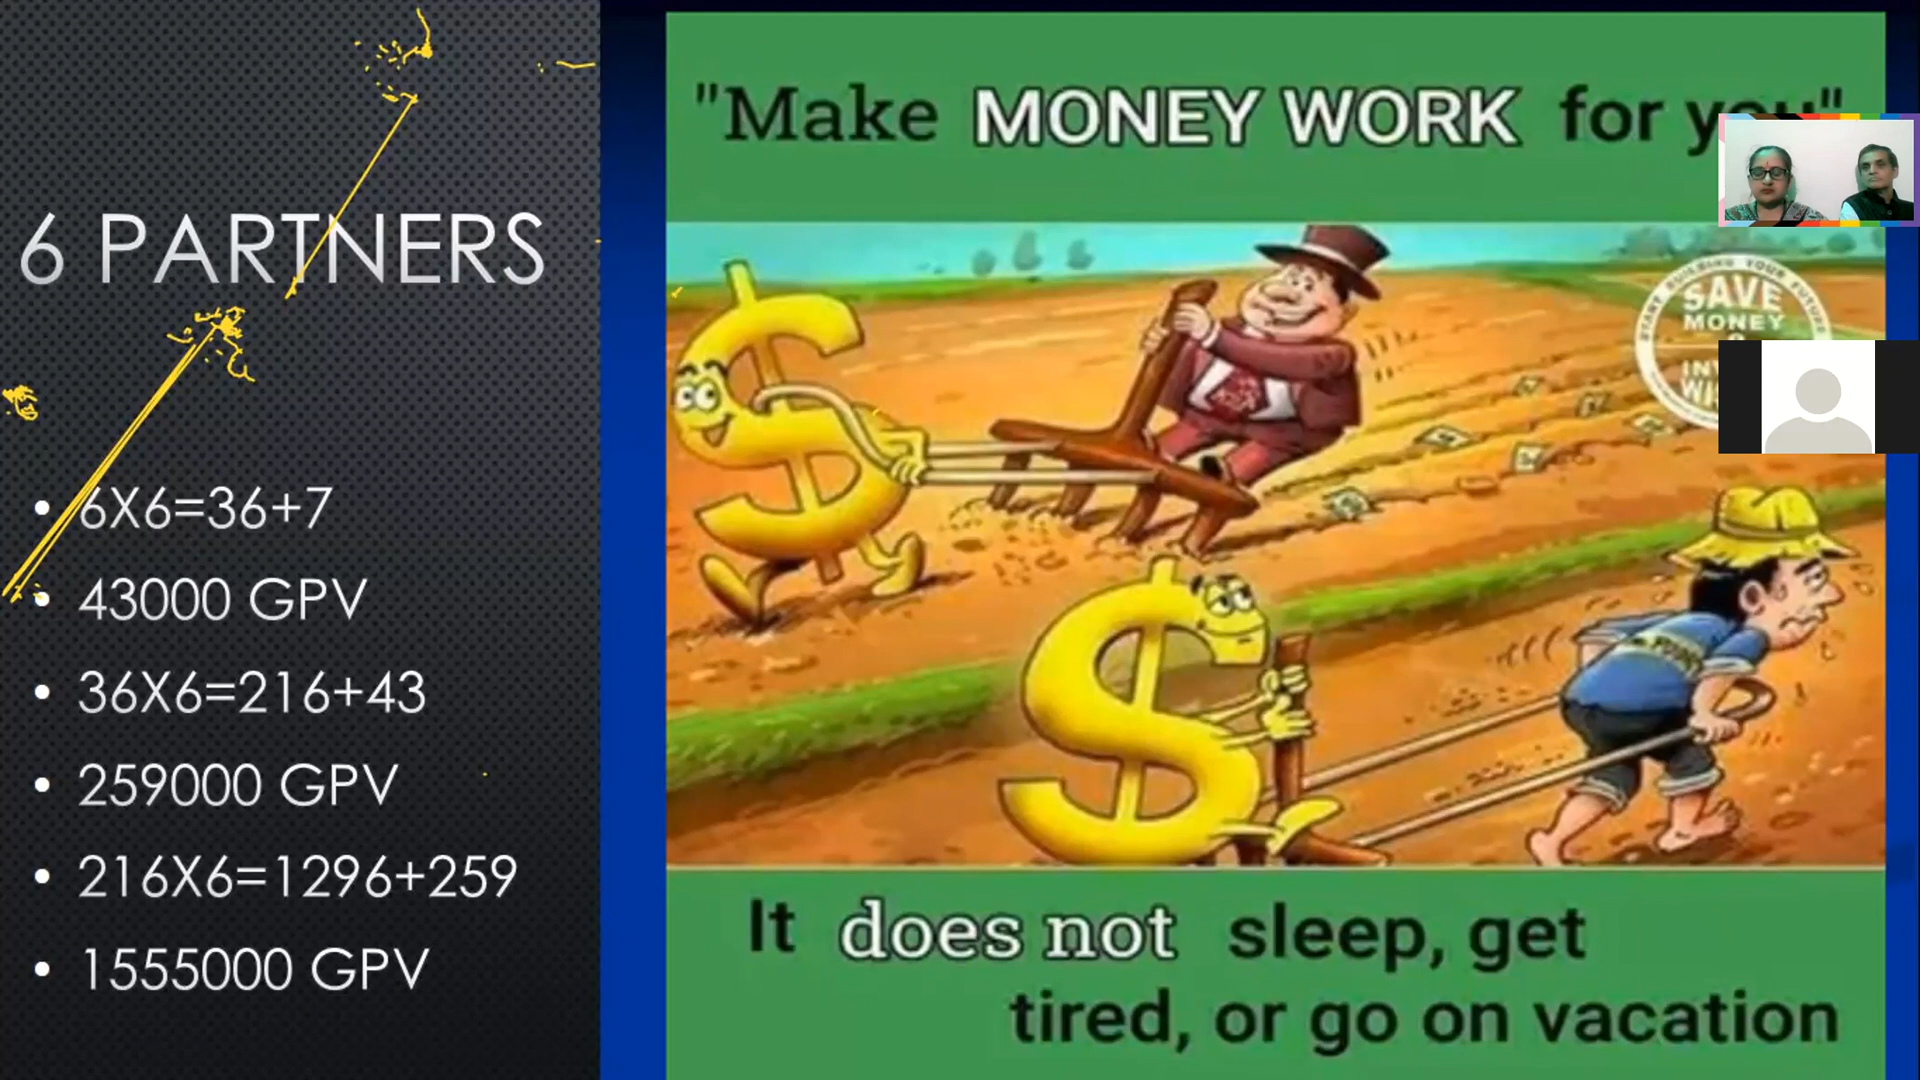 6 PARTNERS
6X6=36+7
43000 GPV
36X6=216+43
259000 GPV
216X6=1296+259
1555000 GPV
"Make MONEY WORK for you"
SAVE
MONEY
It does not sleep, get
tired, or go on vacation